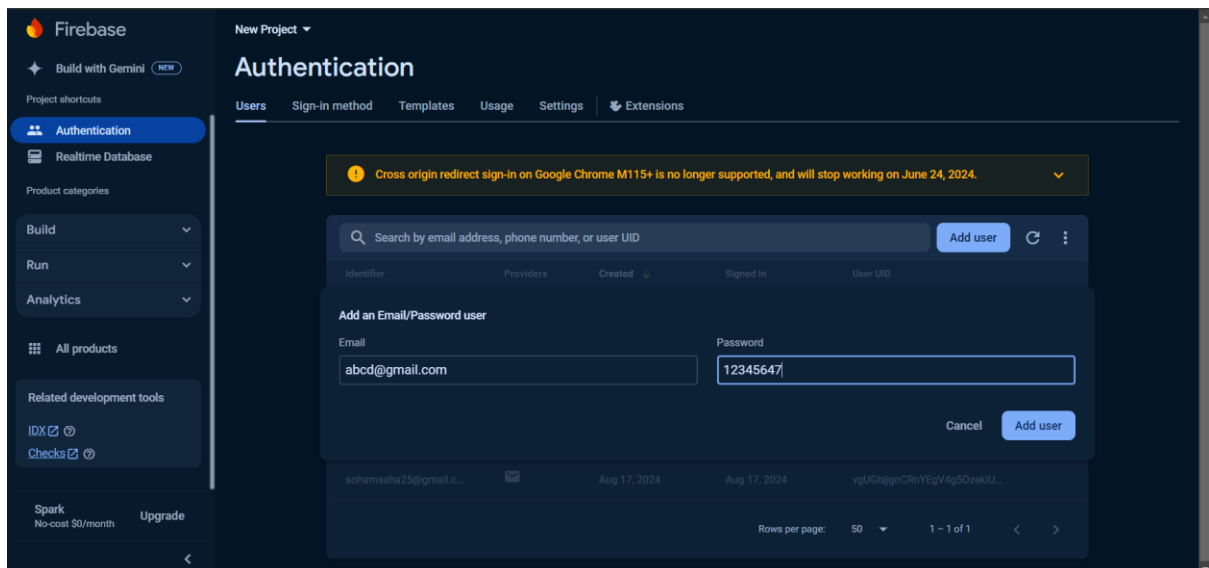 Firebase
Build with Gemini NEW
Project shortcuts
Authentication
Realtime Database
Product categories
Build
Run
Analytics
All products
Related development tools
IDX
Checks
Spark
No-cost $0/month
Upgrade
New Project
Authentication
Users Sign-in method Templates Usage Settings Extensions
Cross origin redirect sign-in on Google Chrome M115+ is no longer supported, and will stop working on June 24, 2024.
Search by email address, phone number, or user UID
Add user
Identifier Providers Created Signed In User UID
Add an Email/Password user
Email Password
abcd@gmail.com 12345647
Cancel Add user
sohamsaha25@gmail.c... Aug 17, 2024 Aug 17, 2024
Rows per page: 50 1 – 1 of 1